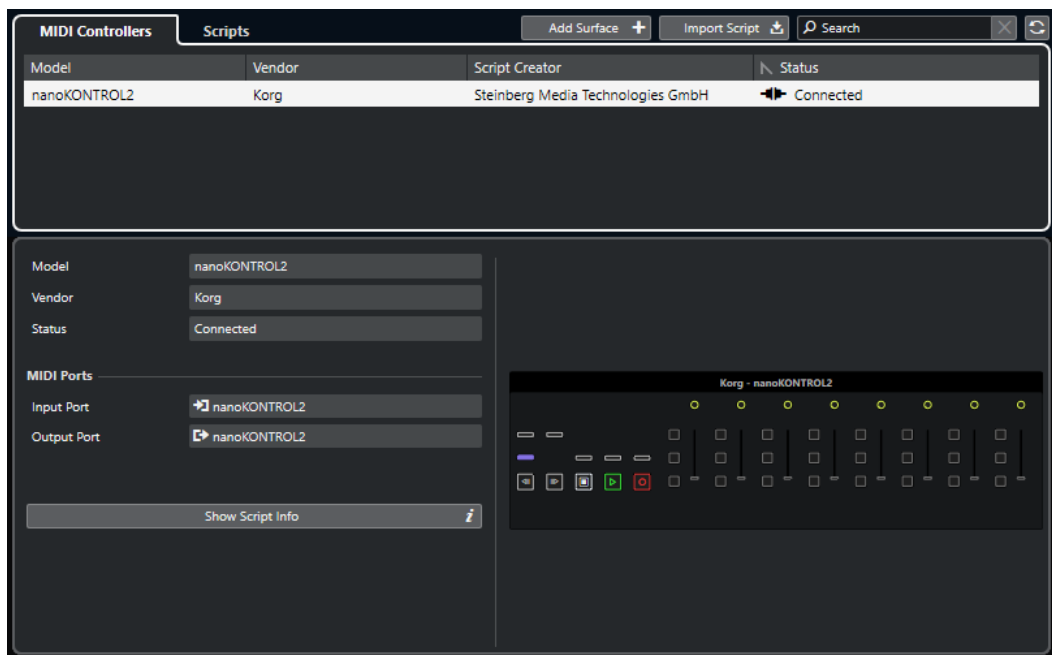 MIDI Controllers Scripts Add Surface Import Script Search
Model Vendor Script Creator Status
nanoKONTROL2 Korg Steinberg Media Technologies GmbH Connected
Model nanoKONTROL2
Vendor Korg
Status Connected
MIDI Ports
Input Port nanoKONTROL2
Output Port nanoKONTROL2
Show Script Info i
Korg - nanoKONTROL2